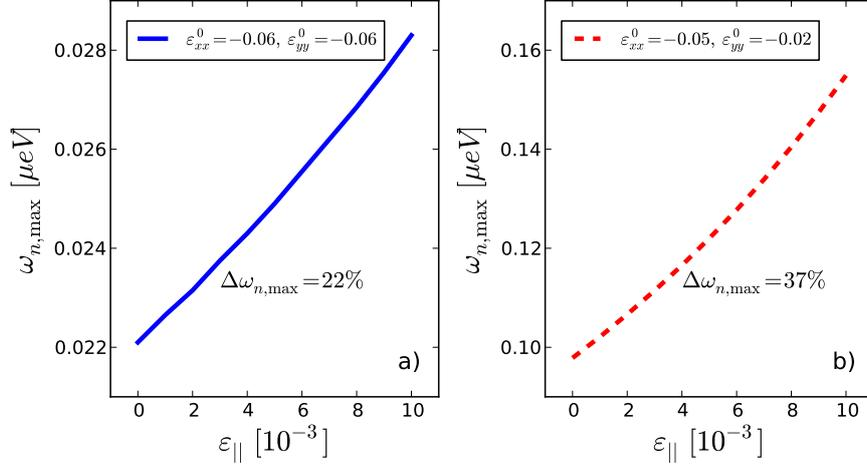 ε⁰ₓₓ=−0.06, ε⁰yy=−0.06
0.028
0.026
0.024
0.022
ωn,max [μeV]
Δωn,max=22%
a)
0 2 4 6 8 10
ε|| [10⁻³]
ε⁰ₓₓ=−0.05, ε⁰yy=−0.02
0.16
0.14
0.12
0.10
ωn,max [μeV]
Δωn,max=37%
b)
0 2 4 6 8 10
ε|| [10⁻³]